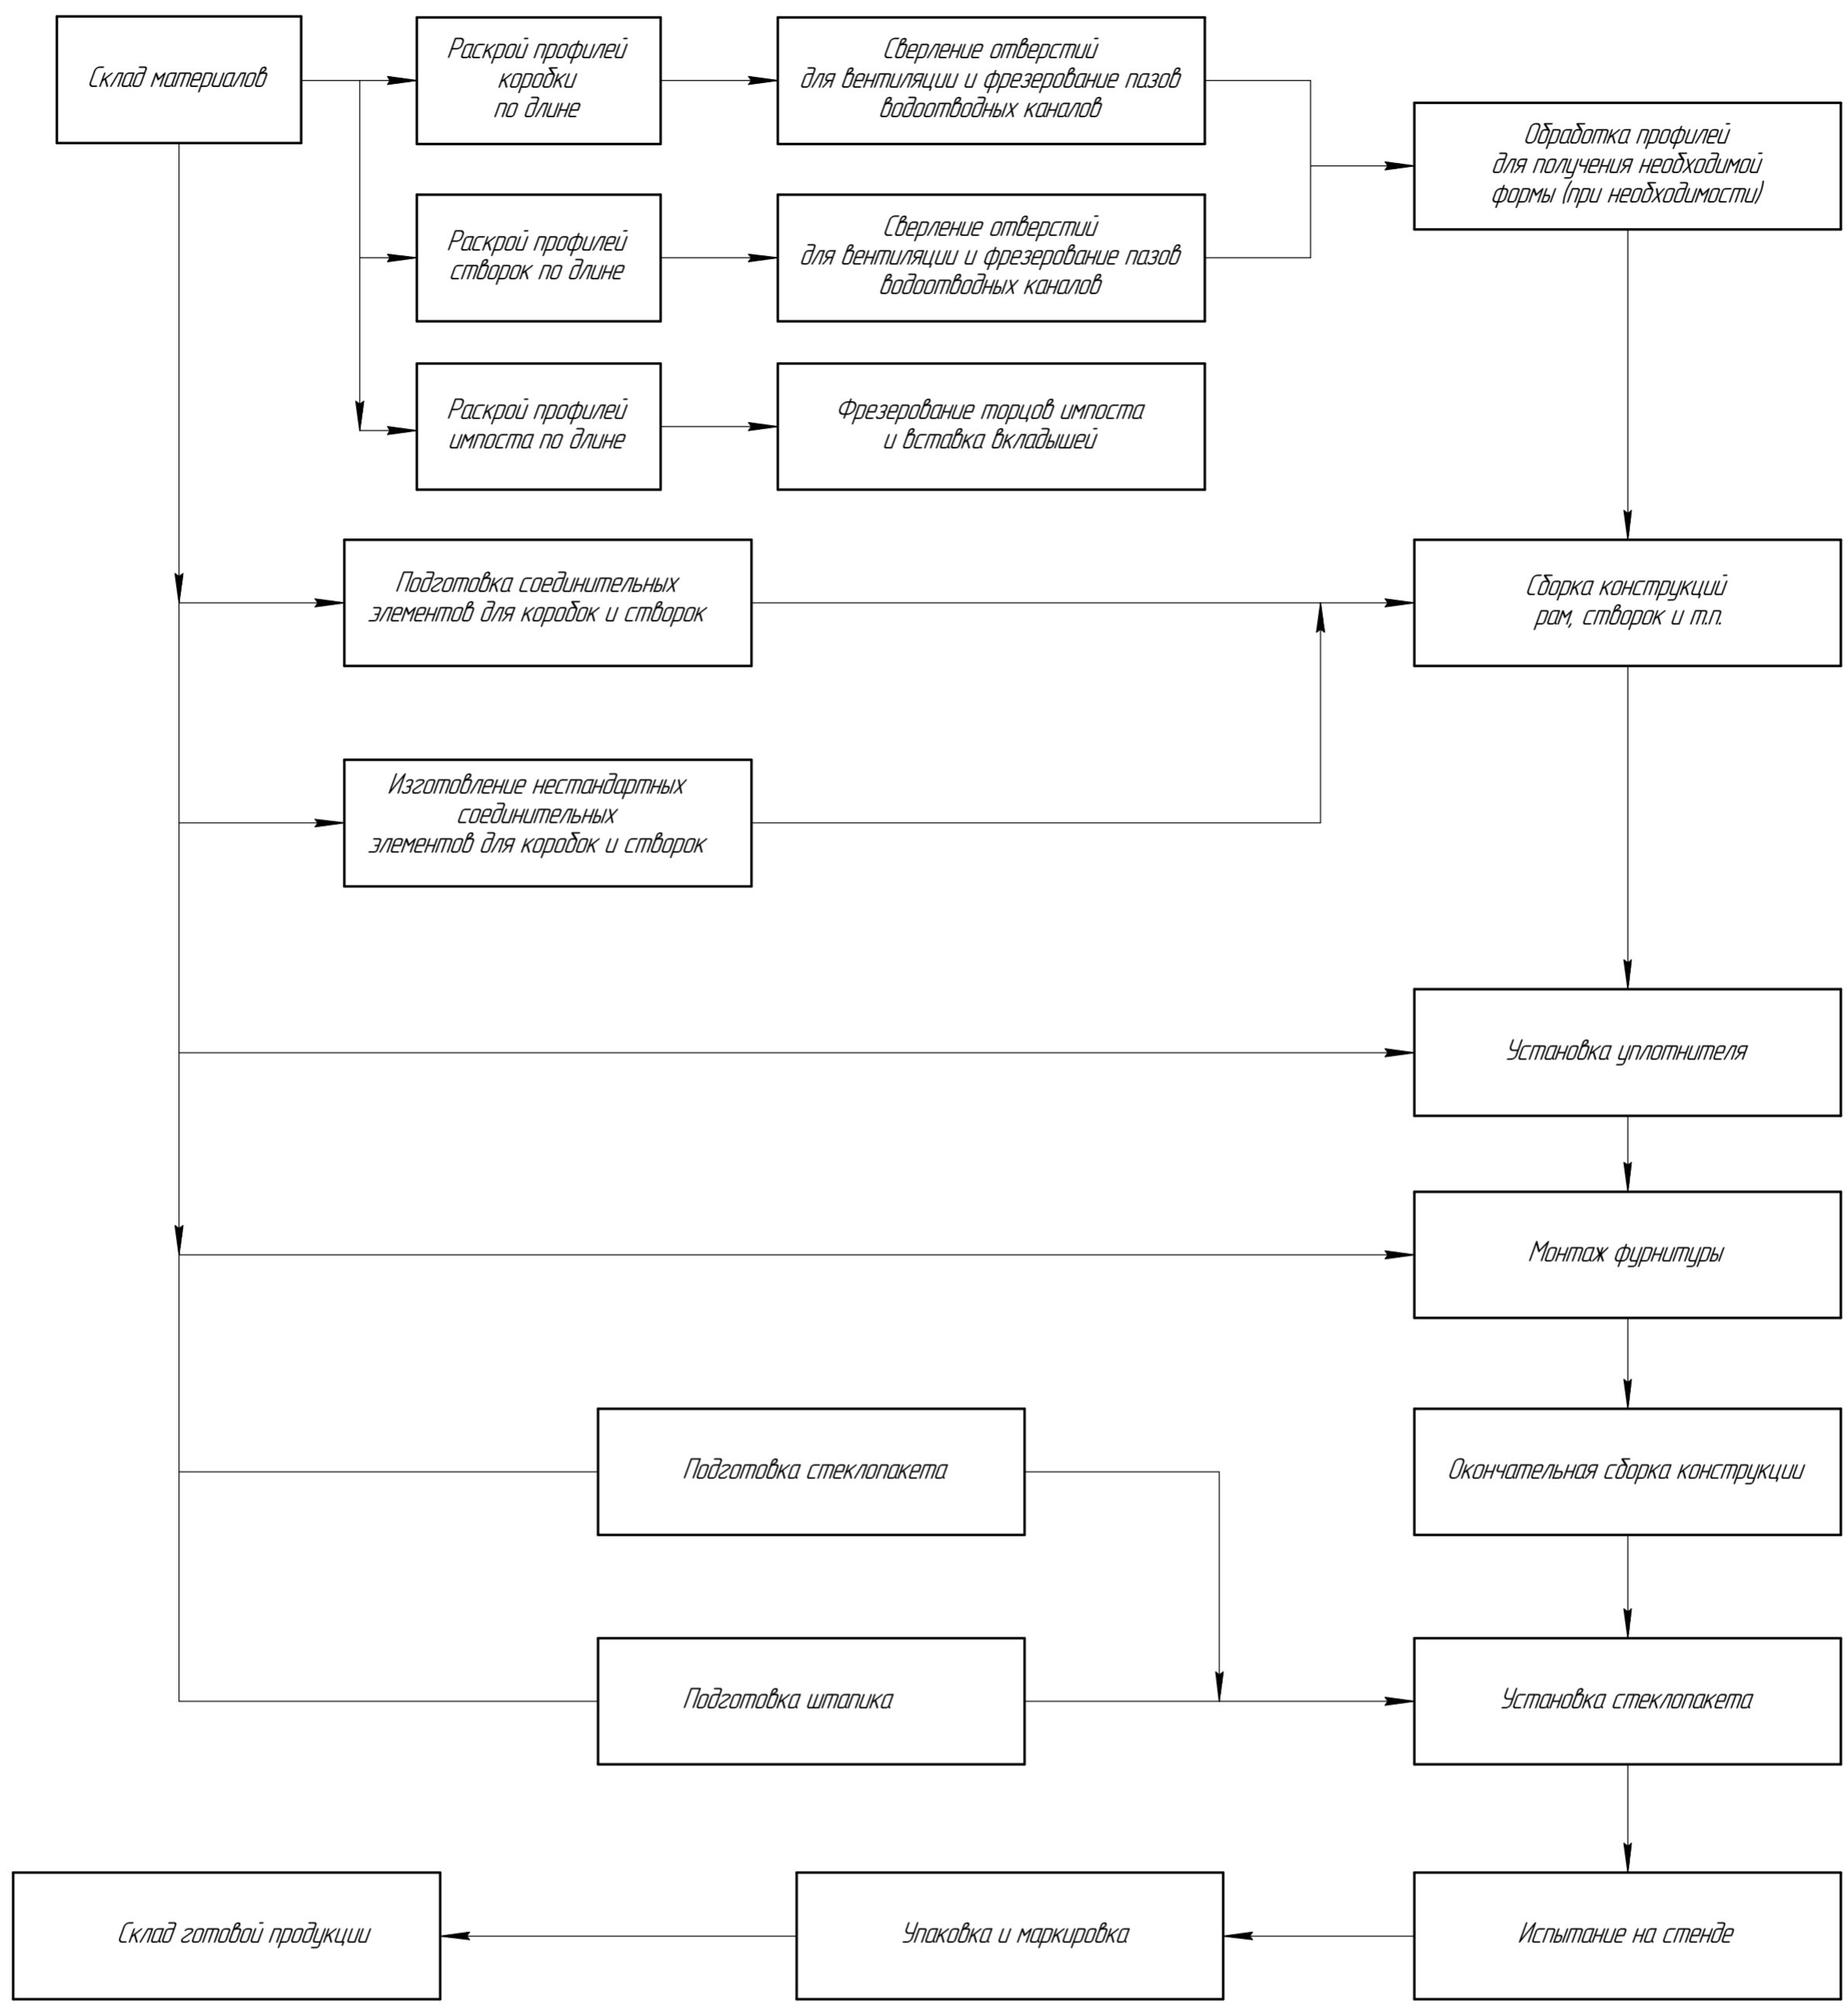 Склад материалов
Раскрой профилей
коробки
по длине
Сверление отверстий
для вентиляции и фрезерование пазов
водоотводных каналов
Обработка профилей
для получения необходимой
формы (при необходимости)
Раскрой профилей
створок по длине
Сверление отверстий
для вентиляции и фрезерование пазов
водоотводных каналов
Раскрой профилей
импоста по длине
Фрезерование торцов импоста
и вставка вкладышей
Подготовка соединительных
элементов для коробок и створок
Сборка конструкций
рам, створок и т.п.
Изготовление нестандартных
соединительных
элементов для коробок и створок
Установка уплотнителя
Монтаж фурнитуры
Подготовка стеклопакета
Окончательная сборка конструкции
Подготовка штапика
Установка стеклопакета
Склад готовой продукции
Упаковка и маркировка
Испытание на стенде